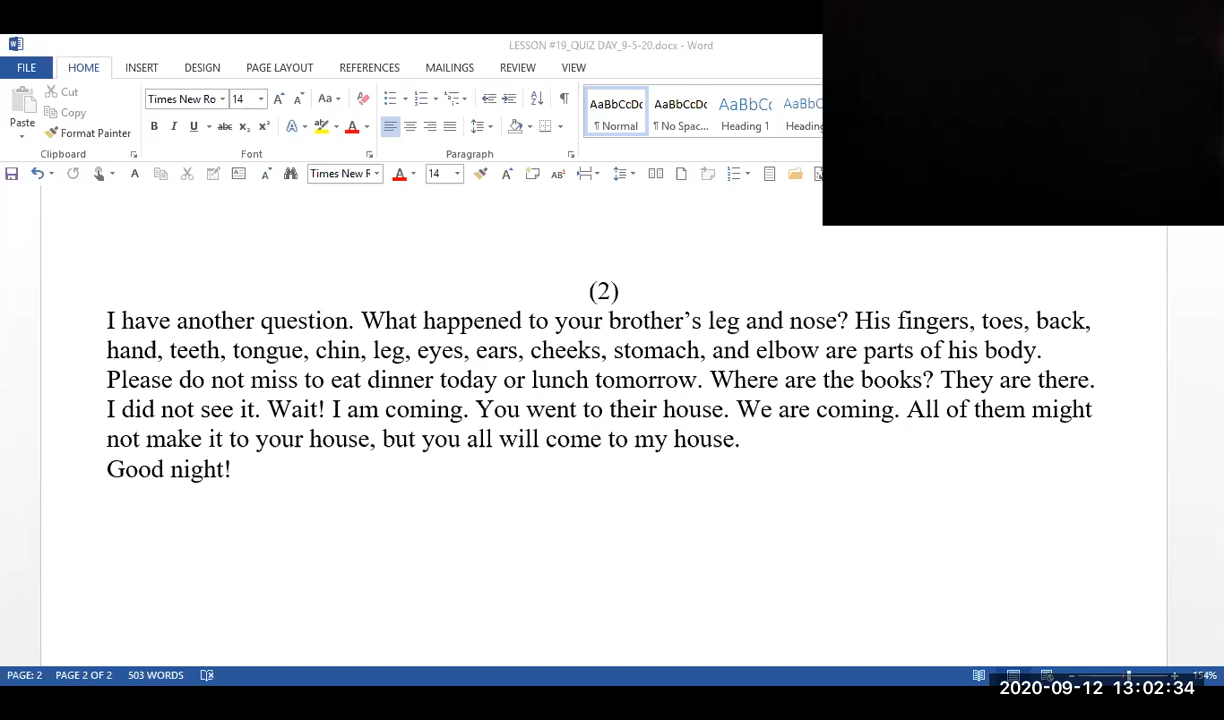 LESSON #19_QUIZ DAY_9-5-20.docx - Word
FILE HOME INSERT DESIGN PAGE LAYOUT REFERENCES MAILINGS REVIEW VIEW
Cut
Copy
Format Painter
Paste
Times New Ro 14
AaBbCcDc AaBbCcDc AaBbC
¶ Normal ¶ No Spac... Heading 1 Heading
Clipboard Font Paragraph
Times New R 14
(2)
I have another question. What happened to your brother’s leg and nose? His fingers, toes, back,
hand, teeth, tongue, chin, leg, eyes, ears, cheeks, stomach, and elbow are parts of his body.
Please do not miss to eat dinner today or lunch tomorrow. Where are the books? They are there.
I did not see it. Wait! I am coming. You went to their house. We are coming. All of them might
not make it to your house, but you all will come to my house.
Good night!
PAGE: 2 PAGE 2 OF 2 503 WORDS 154%
2020-09-12 13:02:34